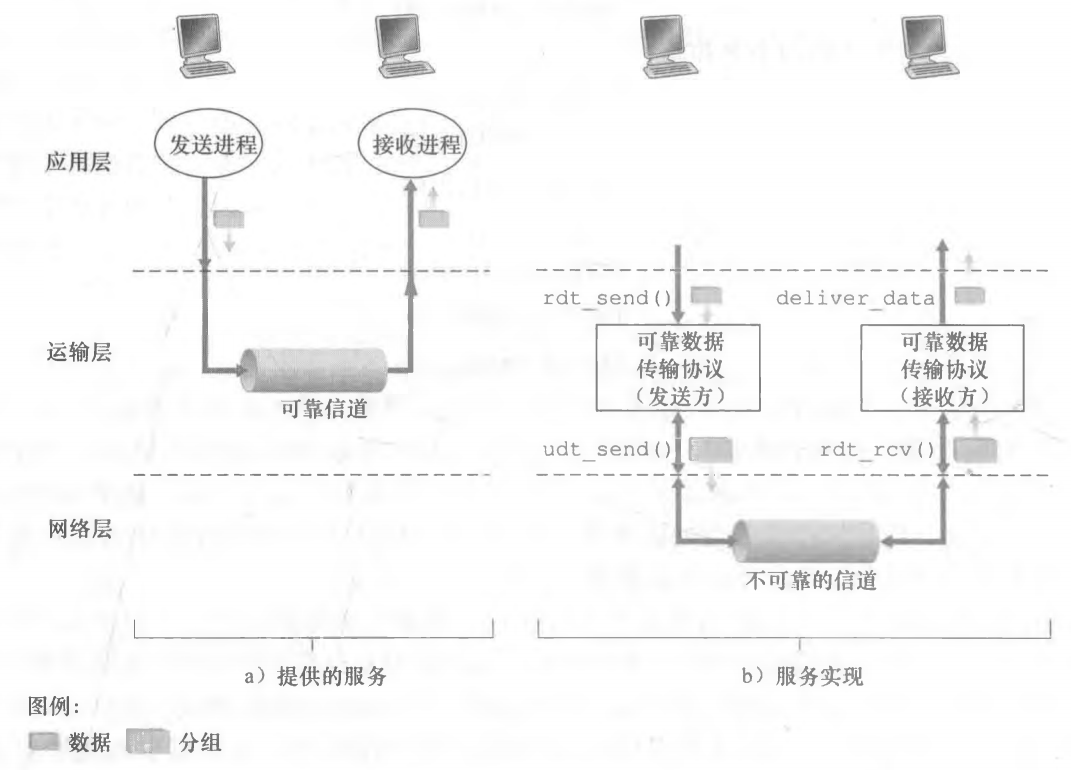 应用层
发送进程
接收进程
运输层
可靠信道
rdt_send()
deliver_data
可靠数据
传输协议
（发送方）
可靠数据
传输协议
（接收方）
udt_send()
rdt_rcv()
网络层
不可靠的信道
a）提供的服务
b）服务实现
图例：
数据 分组